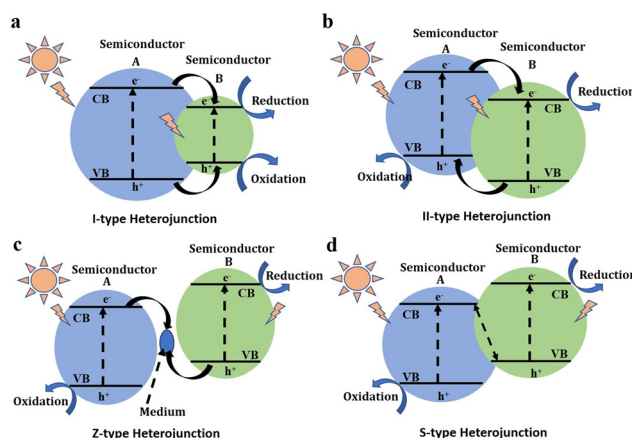 a
Semiconductor
A
Semiconductor
B
e-
CB
e-
Reduction
VB
h+
h+
Oxidation
I-type Heterojunction
b
Semiconductor
A
Semiconductor
B
e-
CB
e-
Reduction
CB
VB
h+
Oxidation
VB
h+
II-type Heterojunction
c
Semiconductor
A
Semiconductor
B
e-
Reduction
CB
e-
CB
VB
h+
VB
h+
Oxidation
Medium
Z-type Heterojunction
d
Semiconductor
A
Semiconductor
B
e-
Reduction
CB
e-
CB
VB
h+
VB
h+
Oxidation
S-type Heterojunction